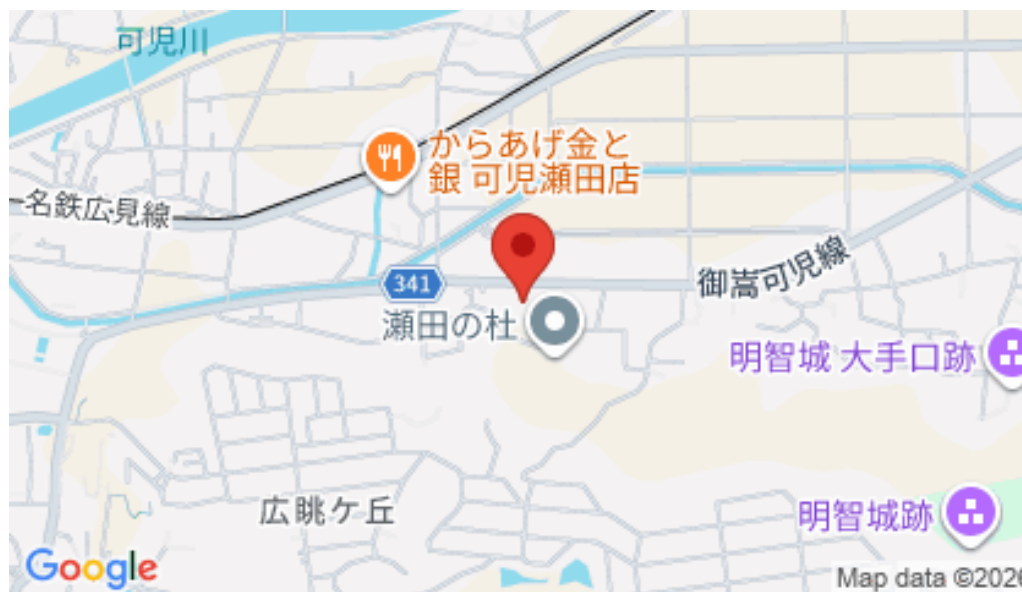 可児川
からあげ金と
銀 可児瀬田店
名鉄広見線
341
御嵩可児線
瀬田の杜
明智城 大手口跡
広眺ケ丘
明智城跡
Google
Map data ©2026